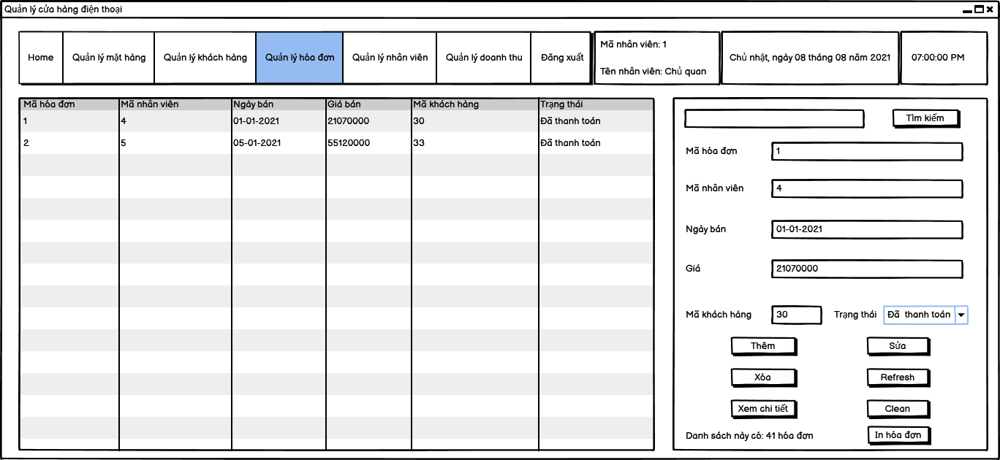 Quản lý cửa hàng điện thoại
Home Quản lý mặt hàng Quản lý khách hàng Quản lý hóa đơn Quản lý nhân viên Quản lý doanh thu Đăng xuất
Mã nhân viên: 1
Tên nhân viên: Chủ quan
Chủ nhật, ngày 08 tháng 08 năm 2021
07:00:00 PM
Mã hóa đơn Mã nhân viên Ngày bán Giá bán Mã khách hàng Trạng thái
1 4 01-01-2021 21070000 30 Đã thanh toán
2 5 05-01-2021 55120000 33 Đã thanh toán
Tìm kiếm
Mã hóa đơn 1
Mã nhân viên 4
Ngày bán 01-01-2021
Giá 21070000
Mã khách hàng 30 Trạng thái Đã thanh toán
Thêm Sửa
Xóa Refresh
Xem chi tiết Clean
Danh sách này có: 41 hóa đơn In hóa đơn